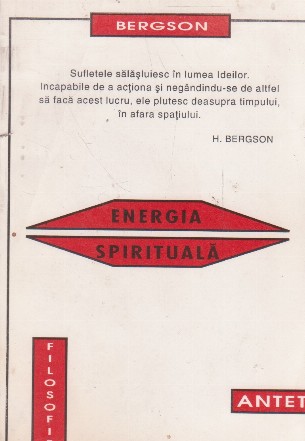 BERGSON
Sufletele sălășluiesc în lumea Ideilor.
Incapabile de a acționa și negândindu-se de altfel
să facă acest lucru, ele plutesc deasupra timpului,
în afara spațiului.
H. BERGSON
ENERGIA
SPIRITUALĂ
FILOSOFI
ANTET